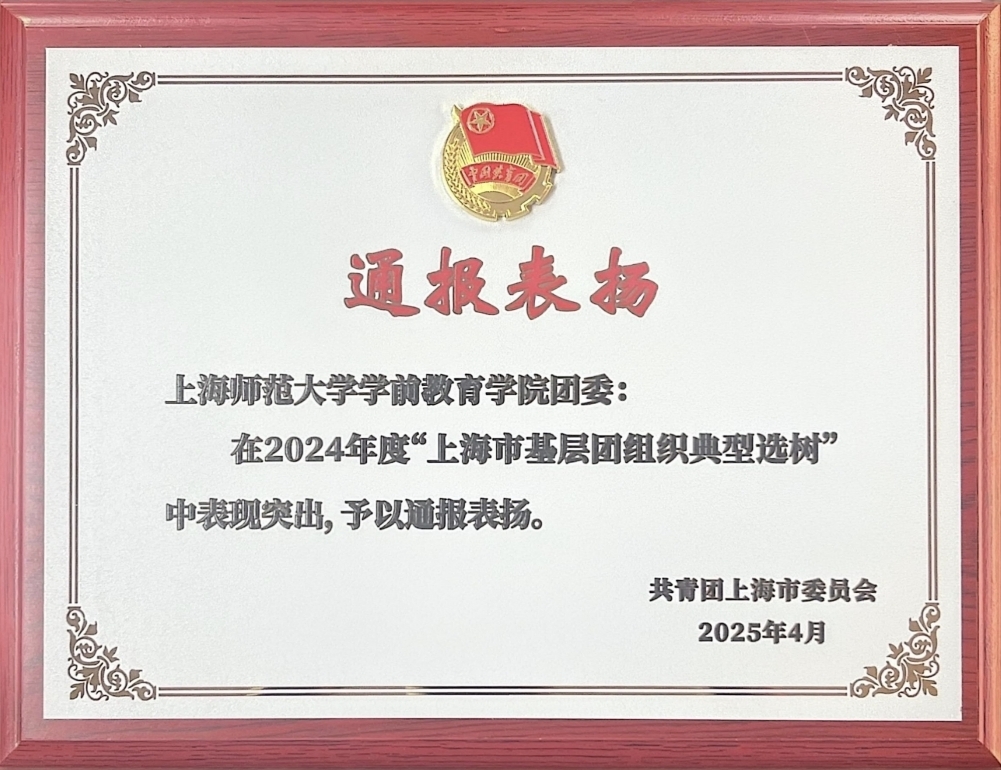 中国共青团
通报表扬
上海师范大学学前教育学院团委：
在2024年度“上海市基层团组织典型选树”
中表现突出，予以通报表扬。
共青团上海市委员会
2025年4月